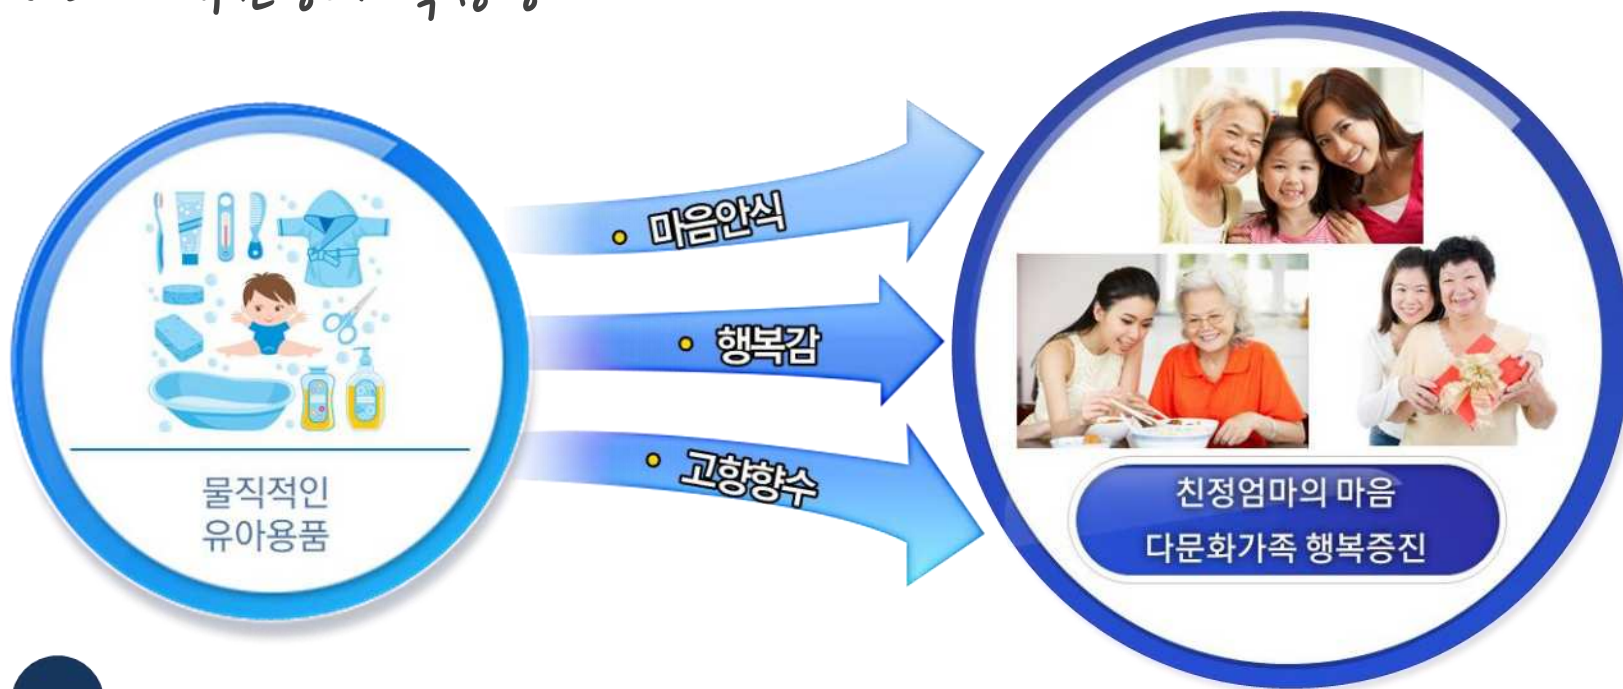 마음안식
행복감
고향향수
물직적인
유아용품
친정엄마의 마음
다문화가족 행복증진